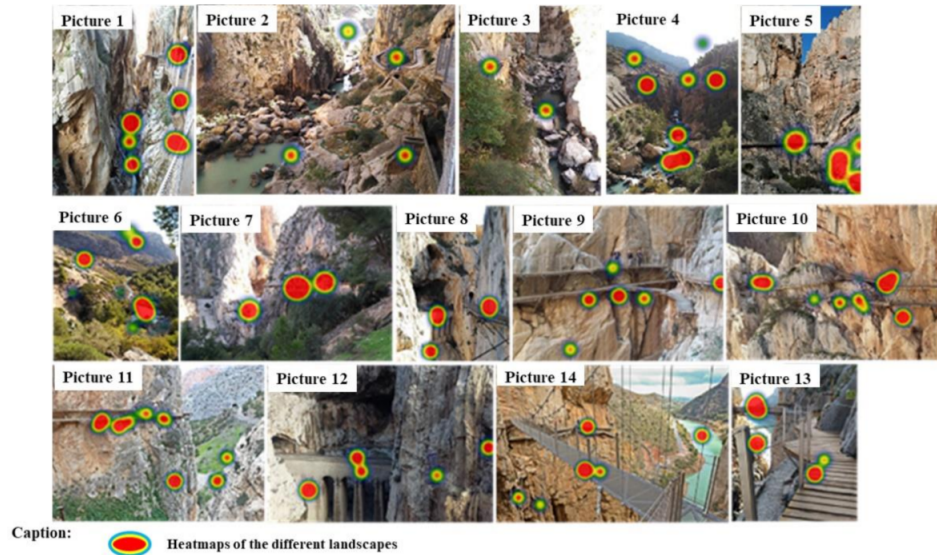 Picture 1
Picture 2
Picture 3
Picture 4
Picture 5
Picture 6
Picture 7
Picture 8
Picture 9
Picture 10
Picture 11
Picture 12
Picture 14
Picture 13
Caption:
Heatmaps of the different landscapes